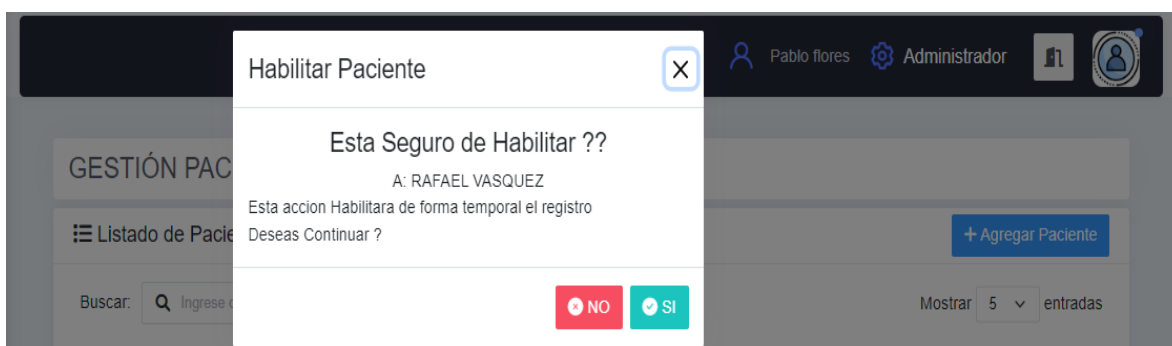 Habilitar Paciente
Pablo flores
Administrador
Esta Seguro de Habilitar ??
A: RAFAEL VASQUEZ
Esta accion Habilitara de forma temporal el registro
Deseas Continuar ?
NO
SI
GESTIÓN PAC
Listado de Pacie
+ Agregar Paciente
Buscar:
Ingrese
Mostrar 5 entradas